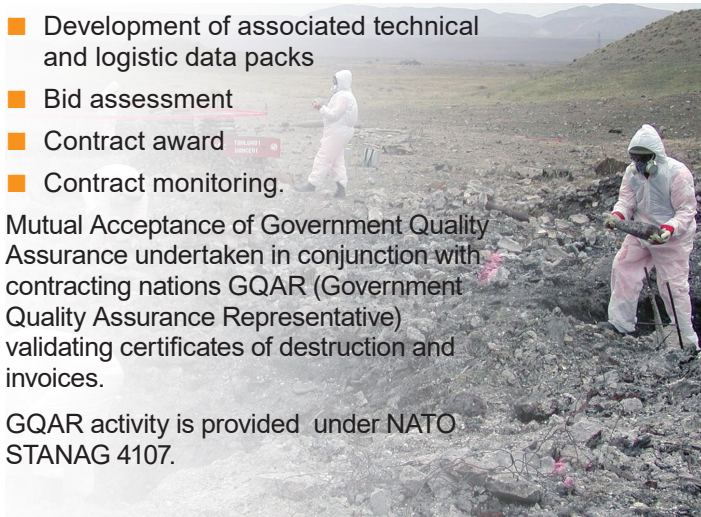 Development of associated technical
and logistic data packs
Bid assessment
Contract award
Contract monitoring.
Mutual Acceptance of Government Quality
Assurance undertaken in conjunction with
contracting nations GQAR (Government
Quality Assurance Representative)
validating certificates of destruction and
invoices.
GQAR activity is provided  under NATO
STANAG 4107.